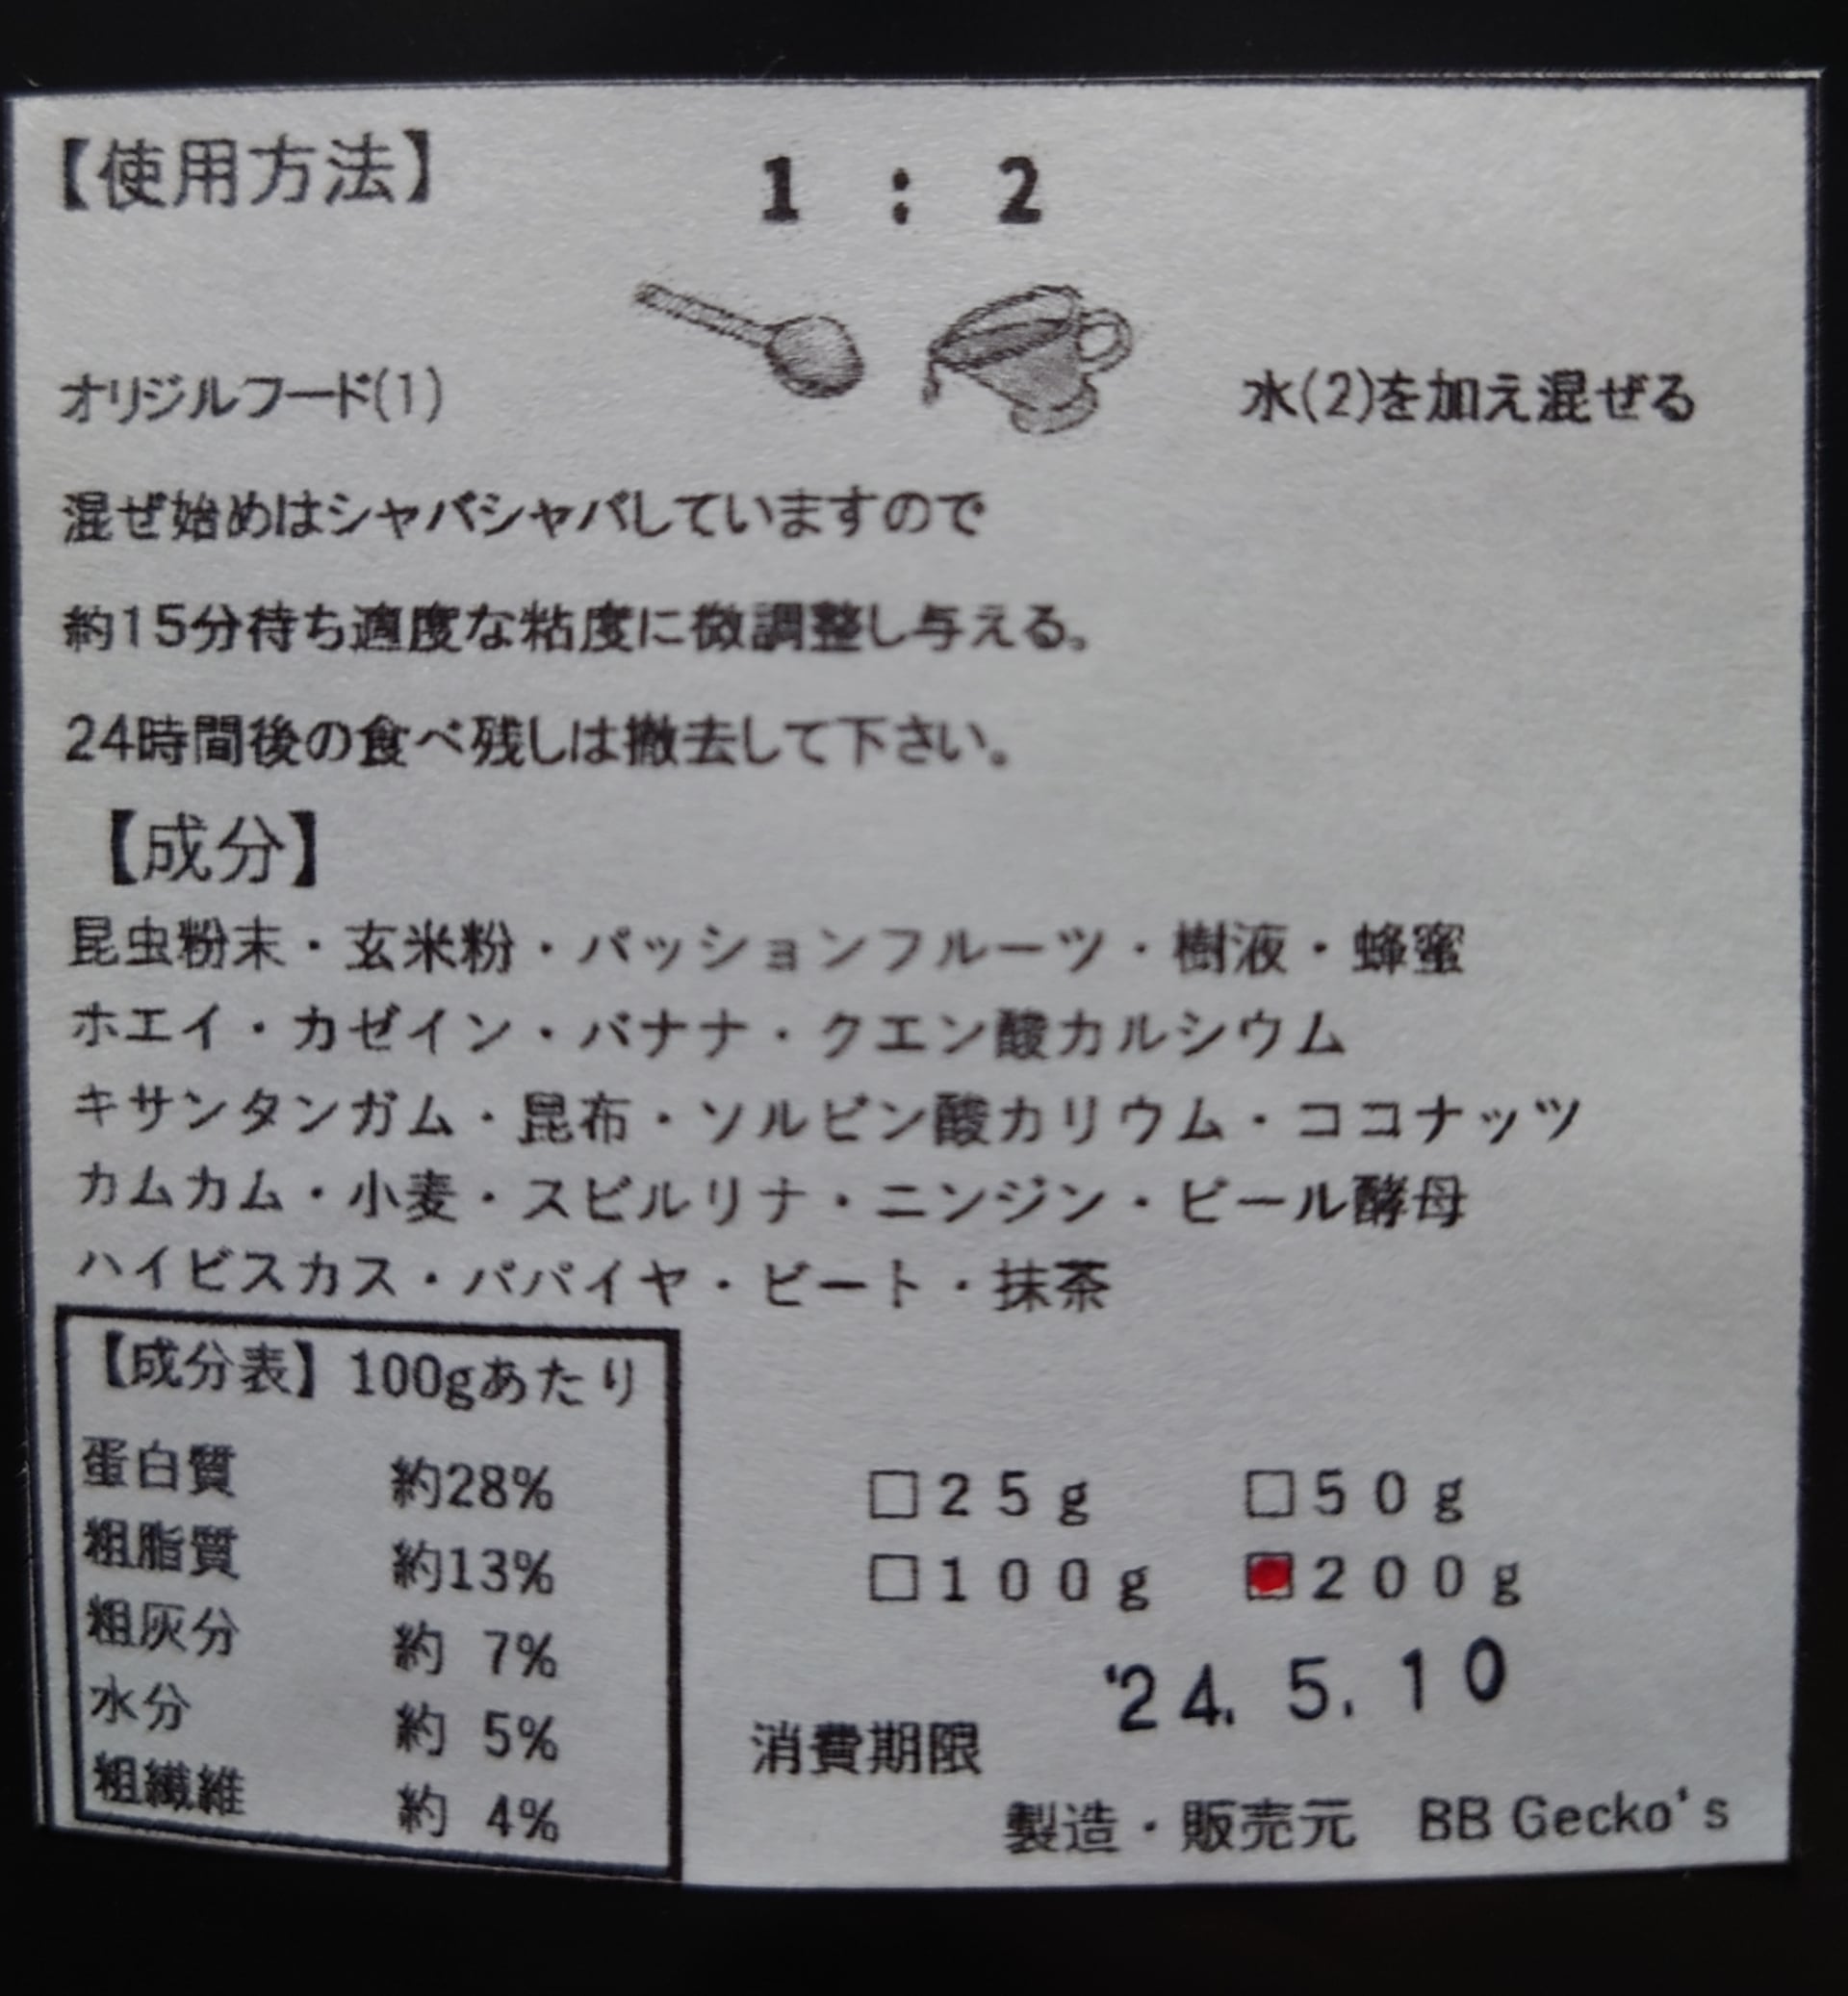 【使用方法】
1 : 2
オリジルフード(1)
水(2)を加え混ぜる
混ぜ始めはシャバシャバしていますので
約15分待ち適度な粘度に微調整し与える。
24時間後の食べ残しは撤去して下さい。
【成分】
昆虫粉末・玄米粉・パッションフルーツ・樹液・蜂蜜
ホエイ・カゼイン・バナナ・クエン酸カルシウム
キサンタンガム・昆布・ソルビン酸カリウム・ココナッツ
カムカム・小麦・スピルリナ・ニンジン・ビール酵母
ハイビスカス・パパイヤ・ビート・抹茶
【成分表】100gあたり
蛋白質 約28%
粗脂質 約13%
粗灰分 約 7%
水分 約 5%
粗繊維 約 4%
□25g □50g
□100g ■200g
'24. 5. 10
消費期限
製造・販売元 BB Gecko's